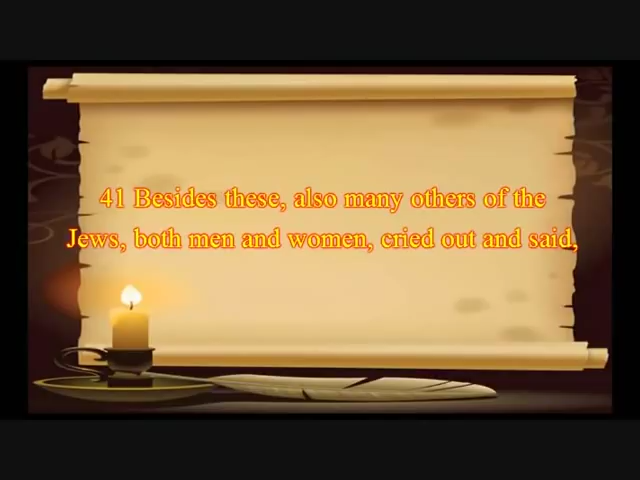 41 Besides these, also many others of the
Jews, both men and women, cried out and said,